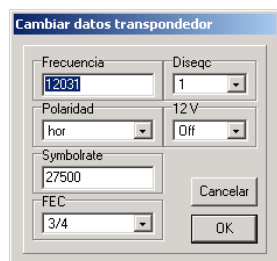 Cambiar datos transpondedor
Frecuencia
12031
Diseqc
1
Polaridad
hor
12 V
Off
Symbolrate
27500
FEC
3/4
Cancelar
OK